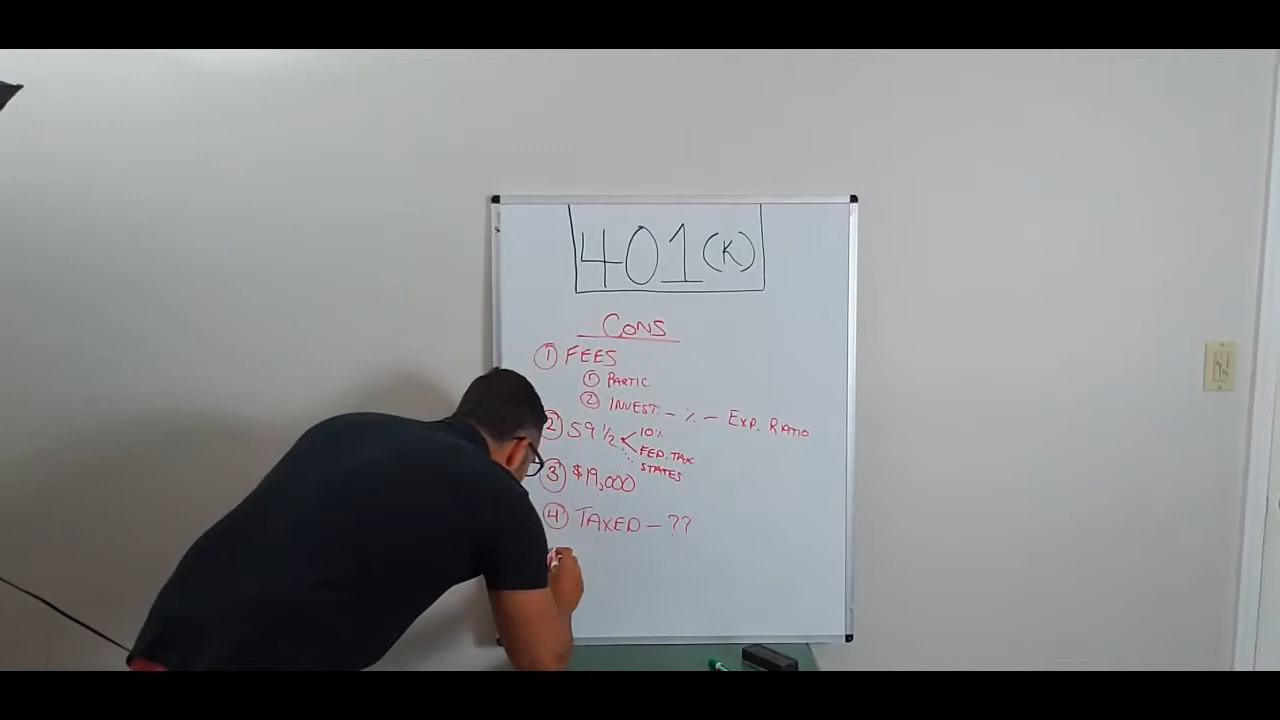 401(K)
CONS
① FEES
① PARTIC
② INVEST. – % – EXP. RATIO
② 59 ½ 10%
FED. TAX
STATES
③ $19,000
④ TAXED – ??